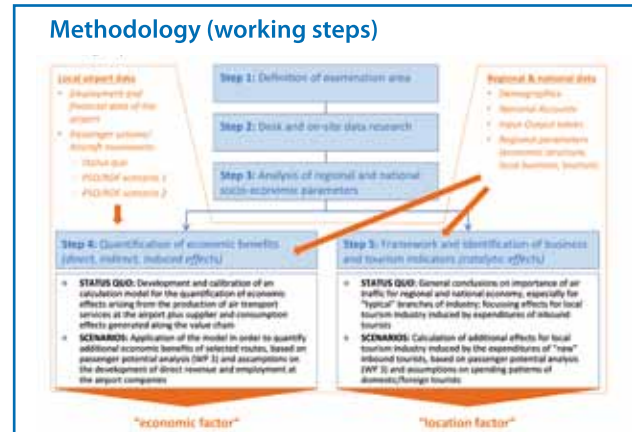 Methodology (working steps)
Local airport data
• Employment and
financial data of the
airport
• Passenger volume/
Aircraft movements
- Status quo
- PSO/RDF scenario 1
- PSO/RDF scenario 2
Step 1: Definition of examination area
Step 2: Desk and on-site data research
Step 3: Analysis of regional and national
socio-economic parameters
Regional & national data
• Demographics
• National Accounts
• Input Output tables
• Regional parameters
(economic structure,
local business, tourism)
Step 4: Quantification of economic benefits
(direct, indirect, induced effects)
Step 5: Framework and identification of business
and tourism indicators (catalytic effects)
STATUS QUO: Development and calibration of an
calculation model for the quantification of economic
effects arising from the production of air transport
services at the airport plus supplier and consumption
effects generated along the value chain
SCENARIOS: Application of the model in order to quantify
additional economic benefits of selected routes, based on
passenger potential analysis (WP 3) and assumptions on
the development of direct revenue and employment at
the airport companies
STATUS QUO: General conclusions on importance of air
traffic for regional and national economy, especially for
"typical" branches of industry; focussing effects for local
tourism industry induced by expenditures of inbound
tourists
SCENARIOS: Calculation of additional effects for local
tourism industry induced by the expenditures of "new"
inbound tourists, based on passenger potential analysis
(WP 3) and assumptions on spending patterns of
domestic/foreign tourists
"economic factor"
"location factor"